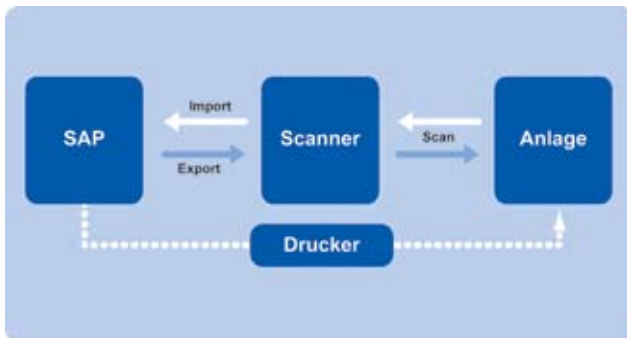 Import
SAP
Scanner
Scan
Anlage
Export
Drucker